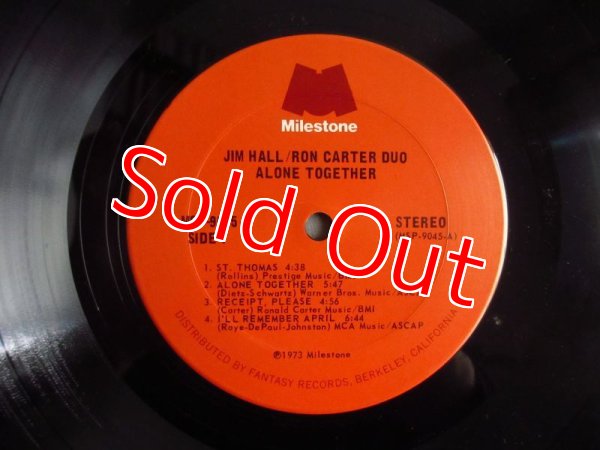 Milestone
JIM HALL/RON CARTER DUO
ALONE TOGETHER
STEREO
SIDE
(MSP-9045-A)
Sold Out
1. ST. THOMAS 4:38
(Rollins) Prestige Music/
2. ALONE TOGETHER 5:47
(Dietz-Schwartz) Warner Bros. Music/
3. RECEIPT, PLEASE 4:56
(Carter) Ronald Carter Music/BMI
4. I'LL REMEMBER APRIL 6:44
(Raye-DePaul-Johnston) MCA Music/ASCAP
℗1973 Milestone
DISTRIBUTED BY FANTASY RECORDS, BERKELEY, CALIFORNIA